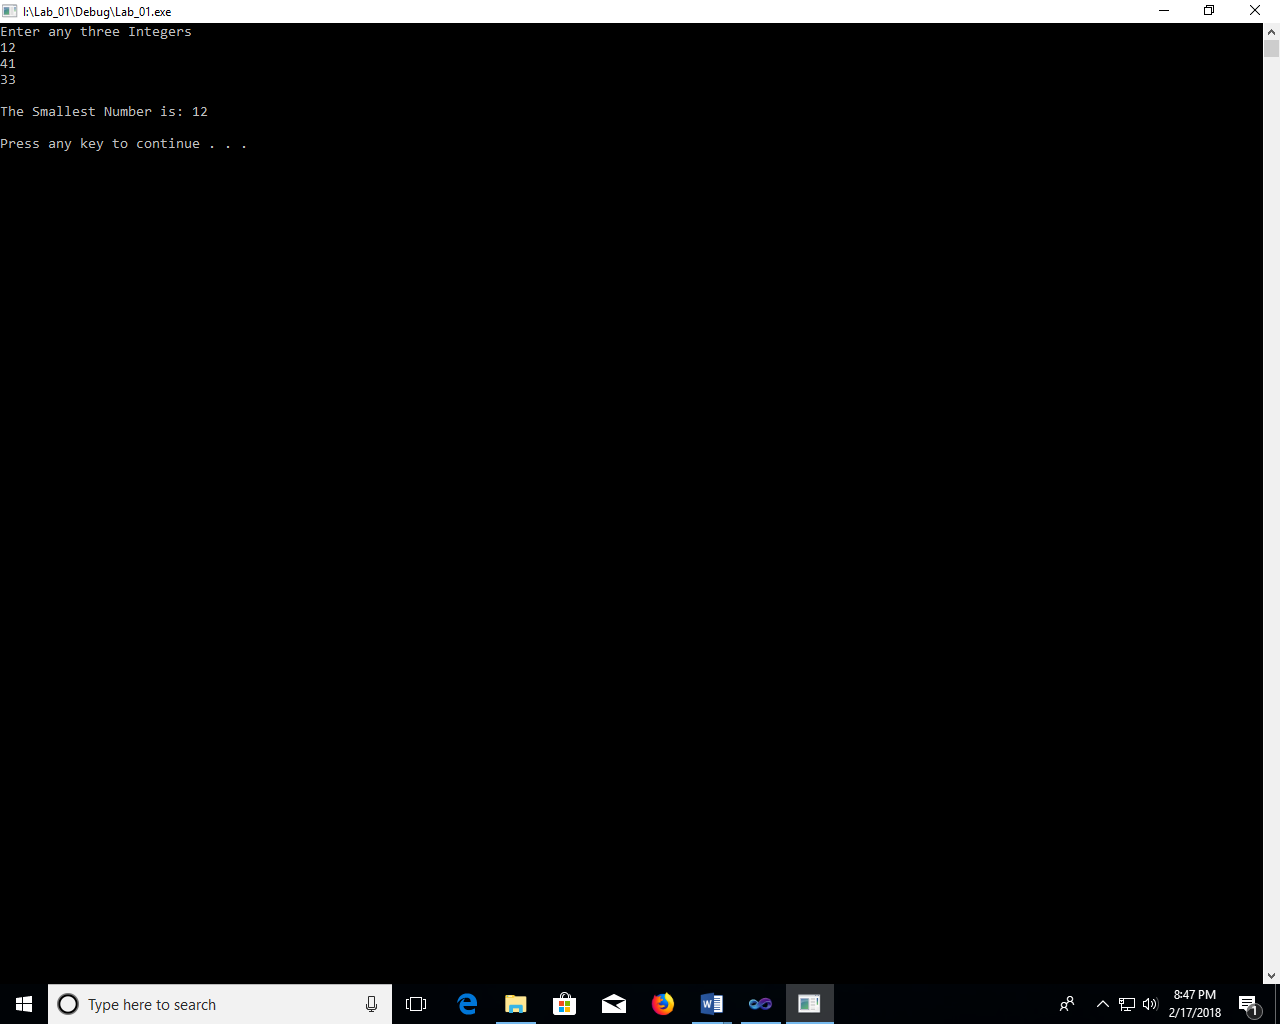 I:\Lab_01\Debug\Lab_01.exe
Enter any three Integers
12
41
33
The Smallest Number is: 12
Press any key to continue . . .
Type here to search
8:47 PM
2/17/2018
1